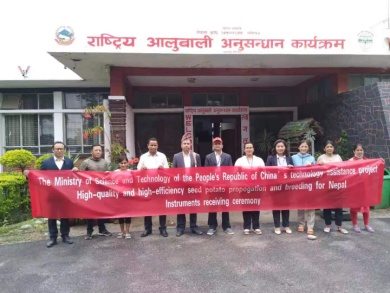 राष्ट्रिय आलुबाली अनुसन्धान कार्यक्रम
The Ministry of Science and Technology of the People's Republic of China s technology assistance project
High-quality and high-efficiency seed potato propogation and breeding for Nepal
Instruments receiving ceremony